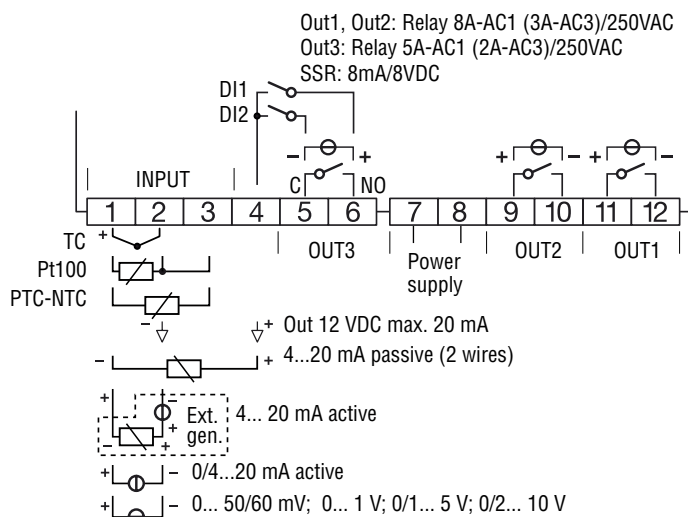 Out1, Out2: Relay 8A-AC1 (3A-AC3)/250VAC
Out3: Relay 5A-AC1 (2A-AC3)/250VAC
SSR: 8mA/8VDC
DI1
DI2
− + + − + −
INPUT C NO
1 2 3 4 5 6 7 8 9 10 11 12
TC +
OUT3 Power supply OUT2 OUT1
Pt100
PTC-NTC
− + Out 12 VDC max. 20 mA
− + 4...20 mA passive (2 wires)
+ − Ext. gen. 4... 20 mA active
− + +
+ − 0/4...20 mA active
+ − 0... 50/60 mV; 0... 1 V; 0/1... 5 V; 0/2... 10 V